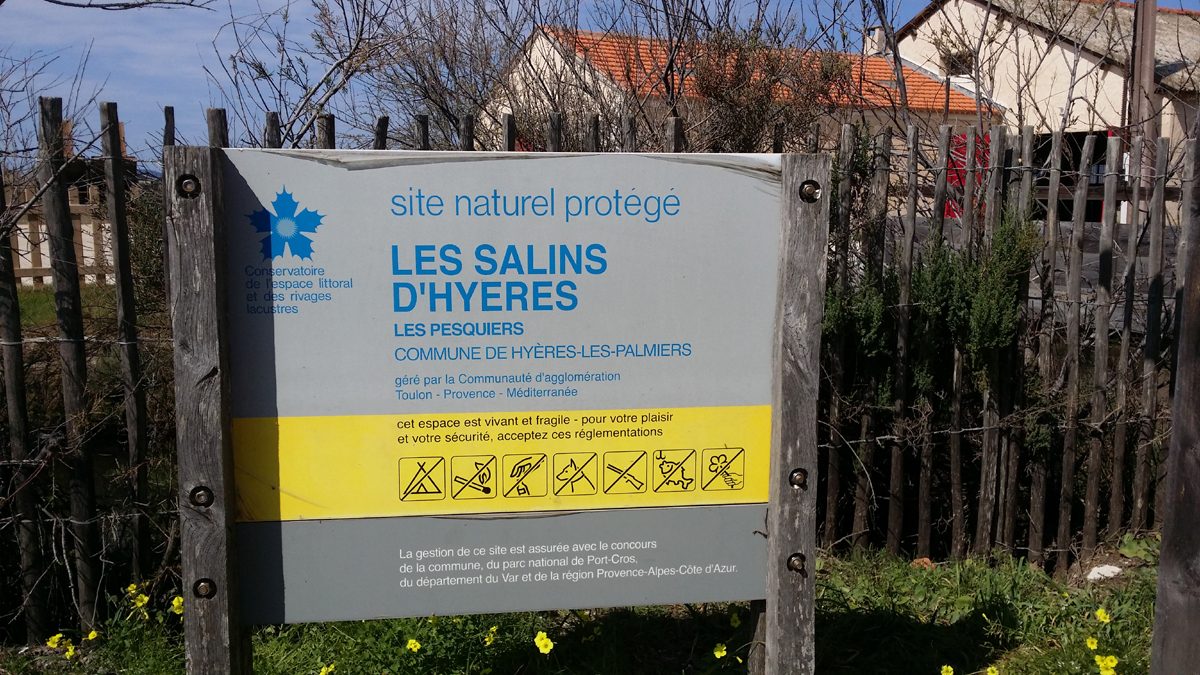 site naturel protégé
Conservatoire
de l'espace littoral
et des rivages
lacustres
LES SALINS
D'HYERES
LES PESQUIERS
COMMUNE DE HYÈRES-LES-PALMIERS
géré par la Communauté d'agglomération
Toulon - Provence - Méditerranée
cet espace est vivant et fragile - pour votre plaisir
et votre sécurité, acceptez ces réglementations
La gestion de ce site est assurée avec le concours
de la commune, du parc national de Port-Cros,
du département du Var et de la région Provence-Alpes-Côte d'Azur.